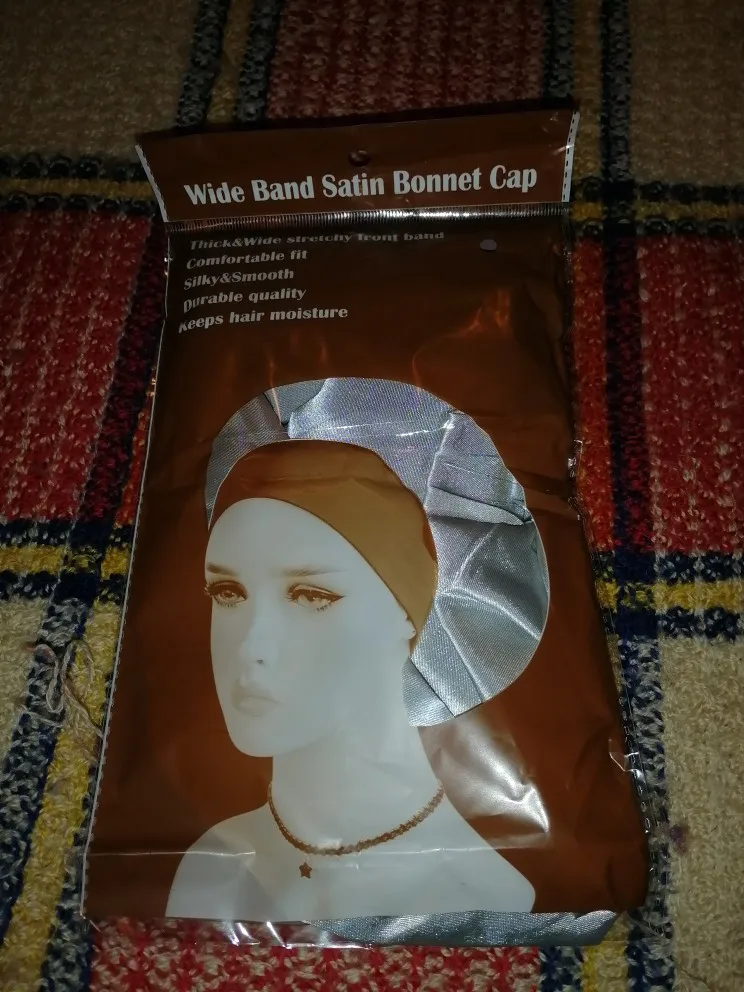 Wide Band Satin Bonnet Cap
Thick&Wide stretchy front band
Comfortable fit
Silky&Smooth
Durable quality
Keeps hair moisture